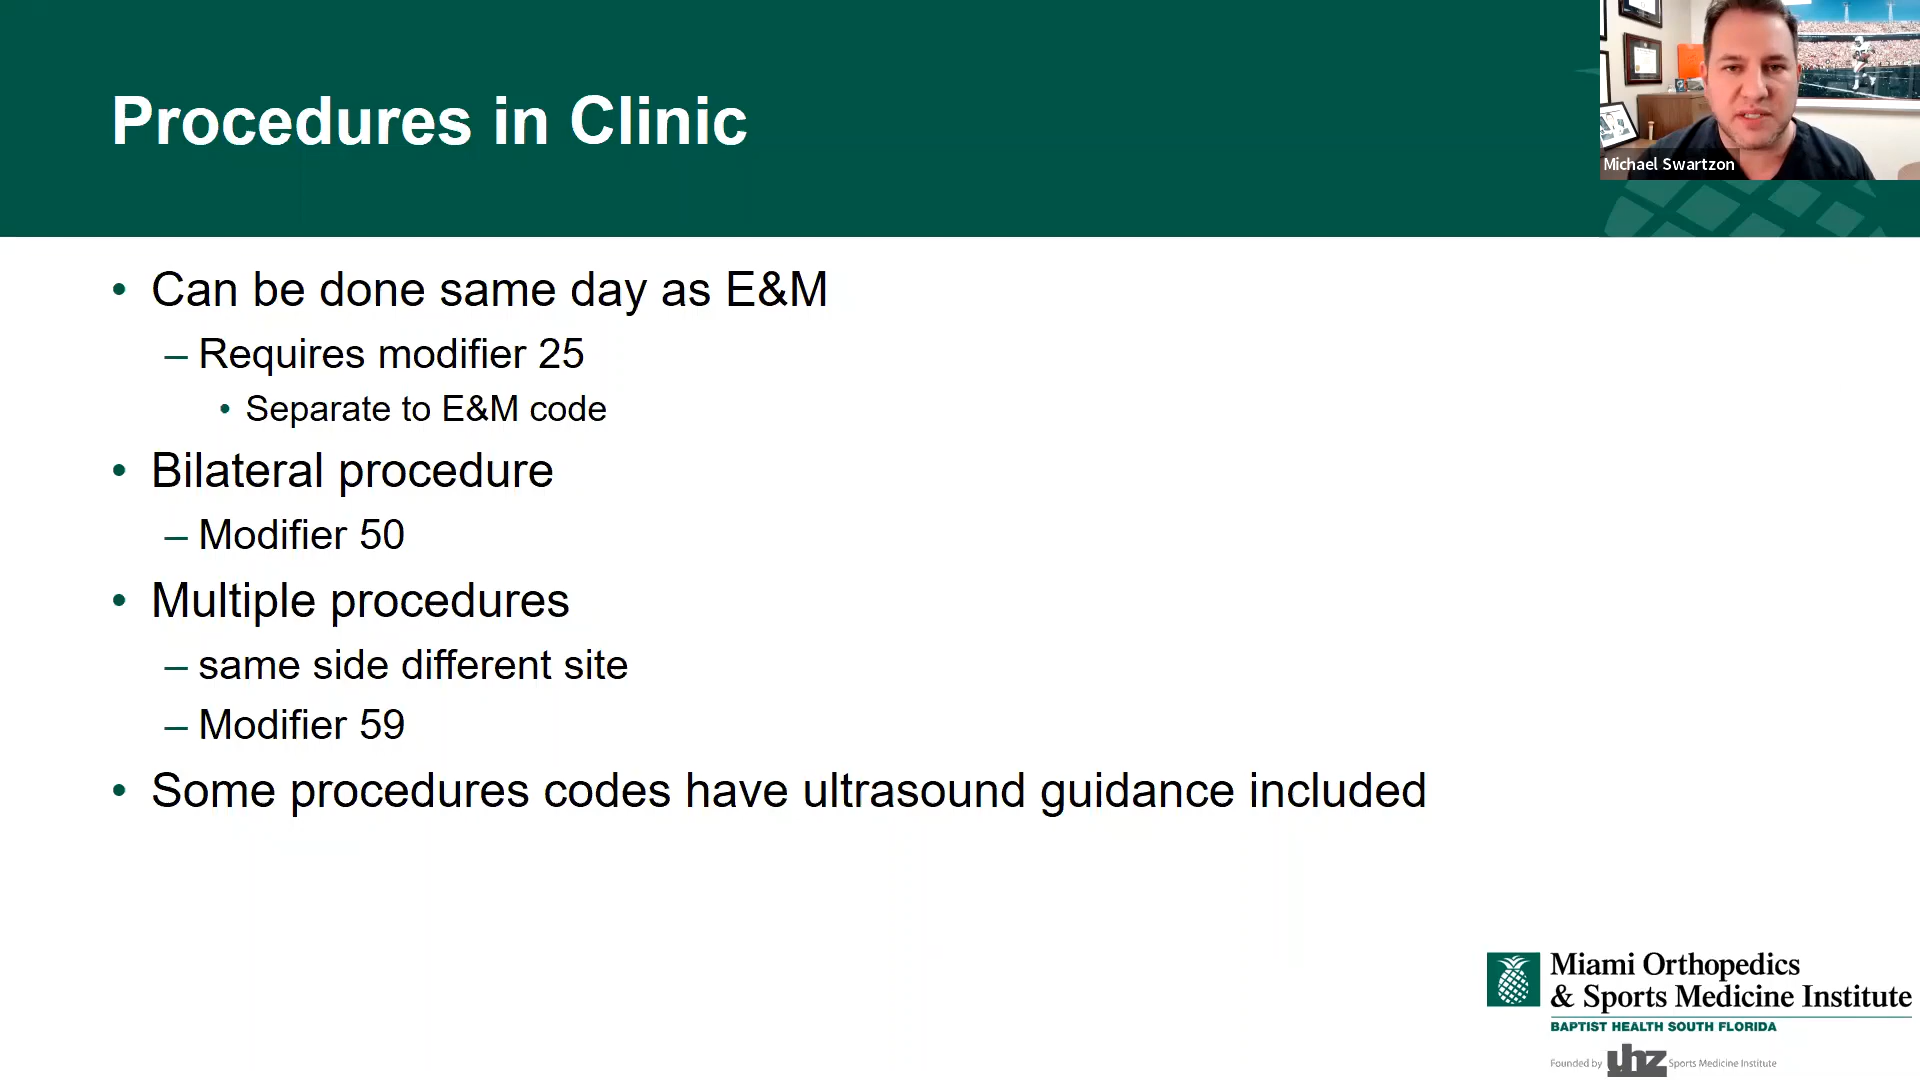 Procedures in Clinic
Michael Swartzon
• Can be done same day as E&M
– Requires modifier 25
• Separate to E&M code
• Bilateral procedure
– Modifier 50
• Multiple procedures
– same side different site
– Modifier 59
• Some procedures codes have ultrasound guidance included
Miami Orthopedics
& Sports Medicine Institute
BAPTIST HEALTH SOUTH FLORIDA
Founded by uhz Sports Medicine Institute